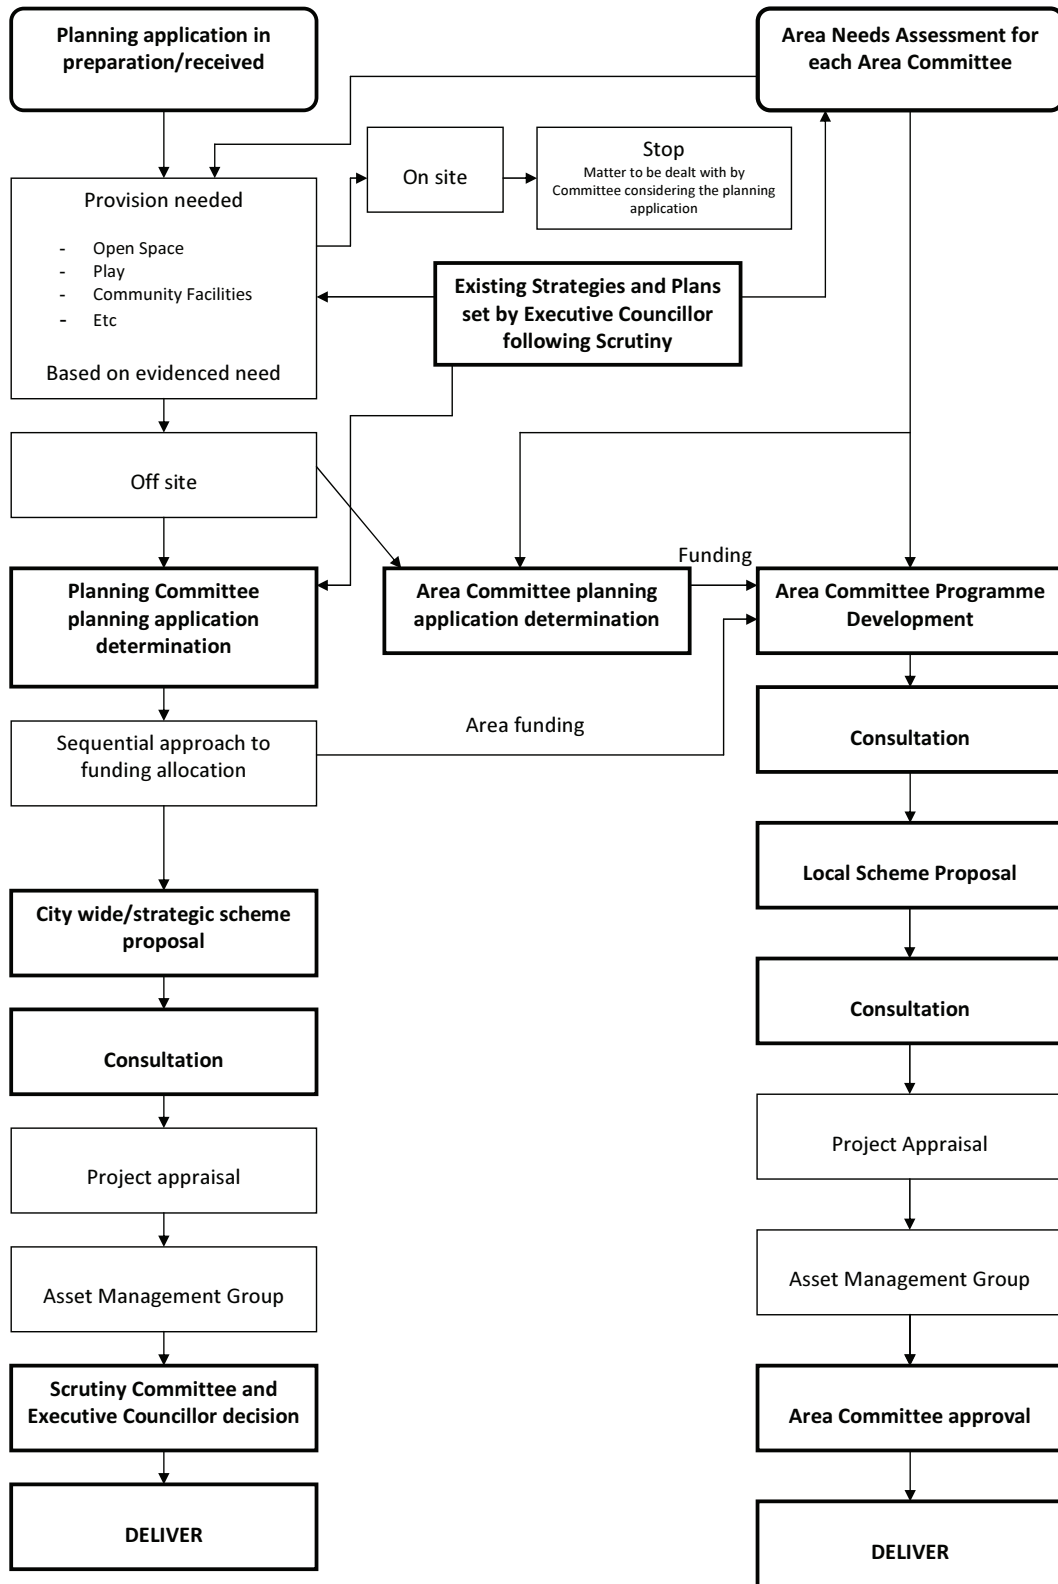 Planning application in
preparation/received
Area Needs Assessment for
each Area Committee
On site
Stop
Matter to be dealt with by
Committee considering the planning
application
Provision needed
- Open Space
- Play
- Community Facilities
- Etc
Based on evidenced need
Existing Strategies and Plans
set by Executive Councillor
following Scrutiny
Off site
Planning Committee
planning application
determination
Area Committee planning
application determination
Funding
Area Committee Programme
Development
Sequential approach to
funding allocation
Area funding
Consultation
Local Scheme Proposal
City wide/strategic scheme
proposal
Consultation
Consultation
Project appraisal
Project Appraisal
Asset Management Group
Asset Management Group
Scrutiny Committee and
Executive Councillor decision
Area Committee approval
DELIVER
DELIVER